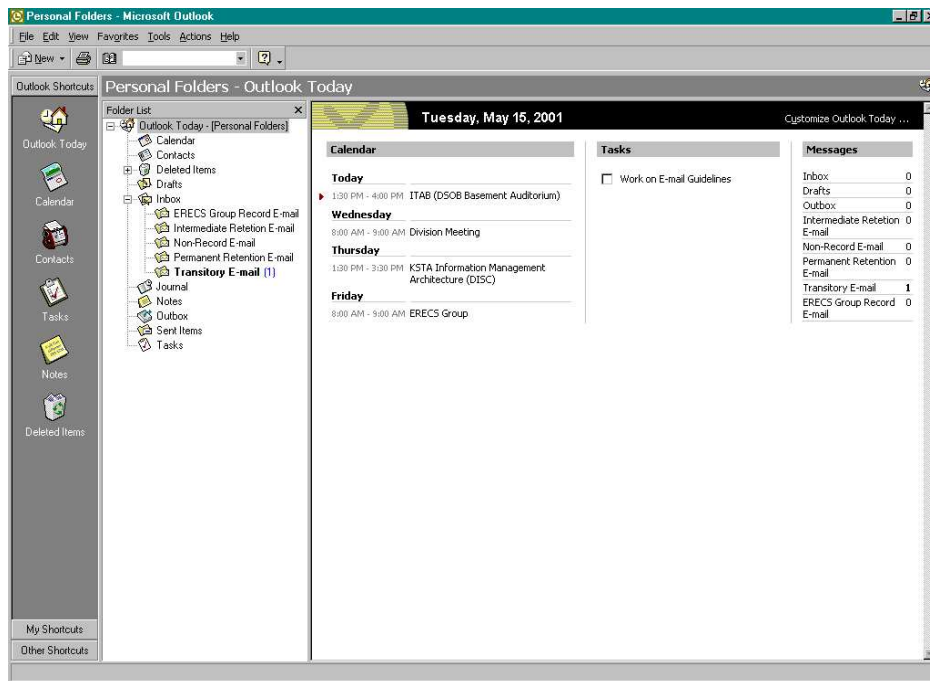 Personal Folders - Microsoft Outlook
File Edit View Favorites Tools Actions Help
New
Outlook Shortcuts
Personal Folders - Outlook Today
Outlook Today
Calendar
Contacts
Tasks
Notes
Deleted Items
My Shortcuts
Other Shortcuts
Folder List
Outlook Today - [Personal Folders]
Calendar
Contacts
Deleted Items
Drafts
Inbox
ERECS Group Record E-mail
Intermediate Retetion E-mail
Non-Record E-mail
Permanent Retention E-mail
Transitory E-mail (1)
Journal
Notes
Outbox
Sent Items
Tasks
Tuesday, May 15, 2001
Customize Outlook Today ...
Calendar
Today
1:30 PM - 4:00 PM ITAB (DSOB Basement Auditorium)
Wednesday
8:00 AM - 9:00 AM Division Meeting
Thursday
1:30 PM - 3:30 PM KSTA Information Management
Architecture (DISC)
Friday
8:00 AM - 9:00 AM ERECS Group
Tasks
Work on E-mail Guidelines
Messages
Inbox 0
Drafts 0
Outbox 0
Intermediate Retetion 0
E-mail
Non-Record E-mail 0
Permanent Retention 0
E-mail
Transitory E-mail 1
ERECS Group Record 0
E-mail